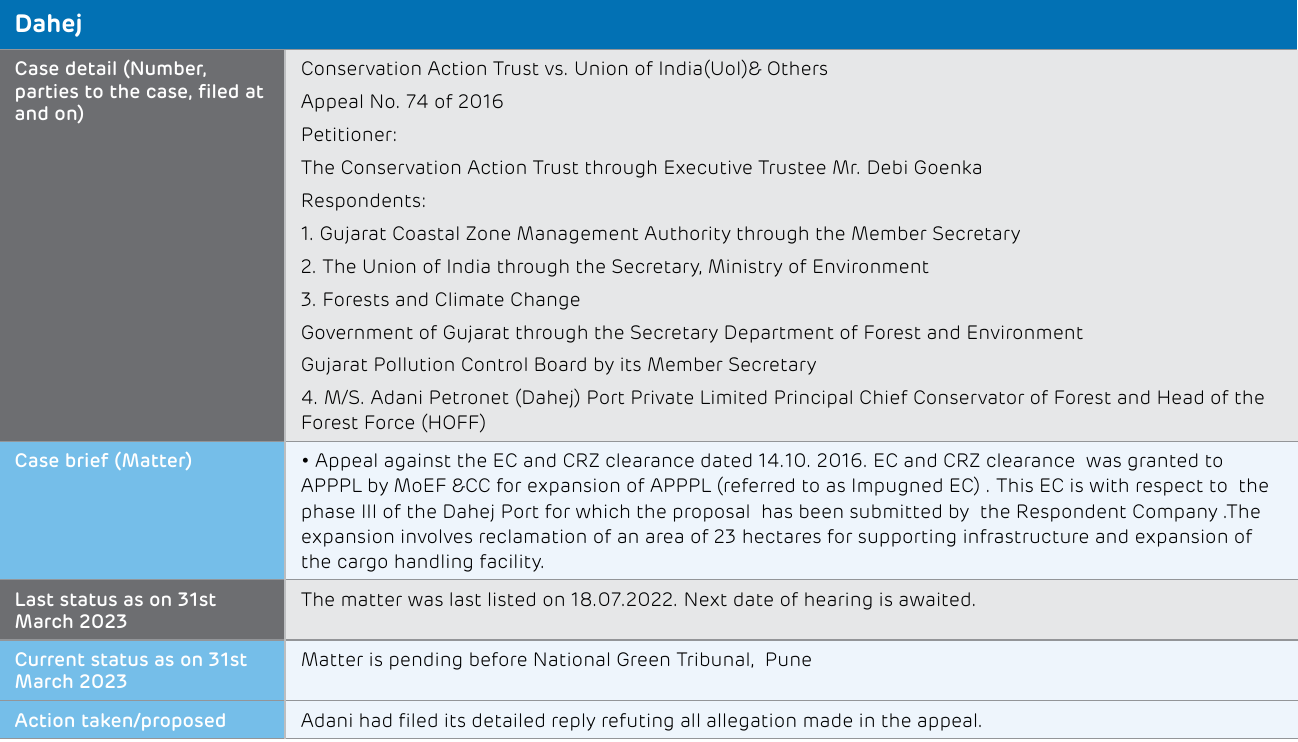 Dahej
Case detail (Number,
parties to the case, filed at
and on)
Conservation Action Trust vs. Union of India(UoI)& Others
Appeal No. 74 of 2016
Petitioner:
The Conservation Action Trust through Executive Trustee Mr. Debi Goenka
Respondents:
1. Gujarat Coastal Zone Management Authority through the Member Secretary
2. The Union of India through the Secretary, Ministry of Environment
3. Forests and Climate Change
Government of Gujarat through the Secretary Department of Forest and Environment
Gujarat Pollution Control Board by its Member Secretary
4. M/S. Adani Petronet (Dahej) Port Private Limited Principal Chief Conservator of Forest and Head of the
Forest Force (HOFF)
Case brief (Matter)
• Appeal against the EC and CRZ clearance dated 14.10. 2016. EC and CRZ clearance  was granted to
APPPL by MoEF &CC for expansion of APPPL (referred to as Impugned EC) . This EC is with respect to  the
phase III of the Dahej Port for which the proposal  has been submitted by  the Respondent Company .The
expansion involves reclamation of an area of 23 hectares for supporting infrastructure and expansion of
the cargo handling facility.
Last status as on 31st
March 2023
The matter was last listed on 18.07.2022. Next date of hearing is awaited.
Current status as on 31st
March 2023
Matter is pending before National Green Tribunal,  Pune
Action taken/proposed
Adani had filed its detailed reply refuting all allegation made in the appeal.